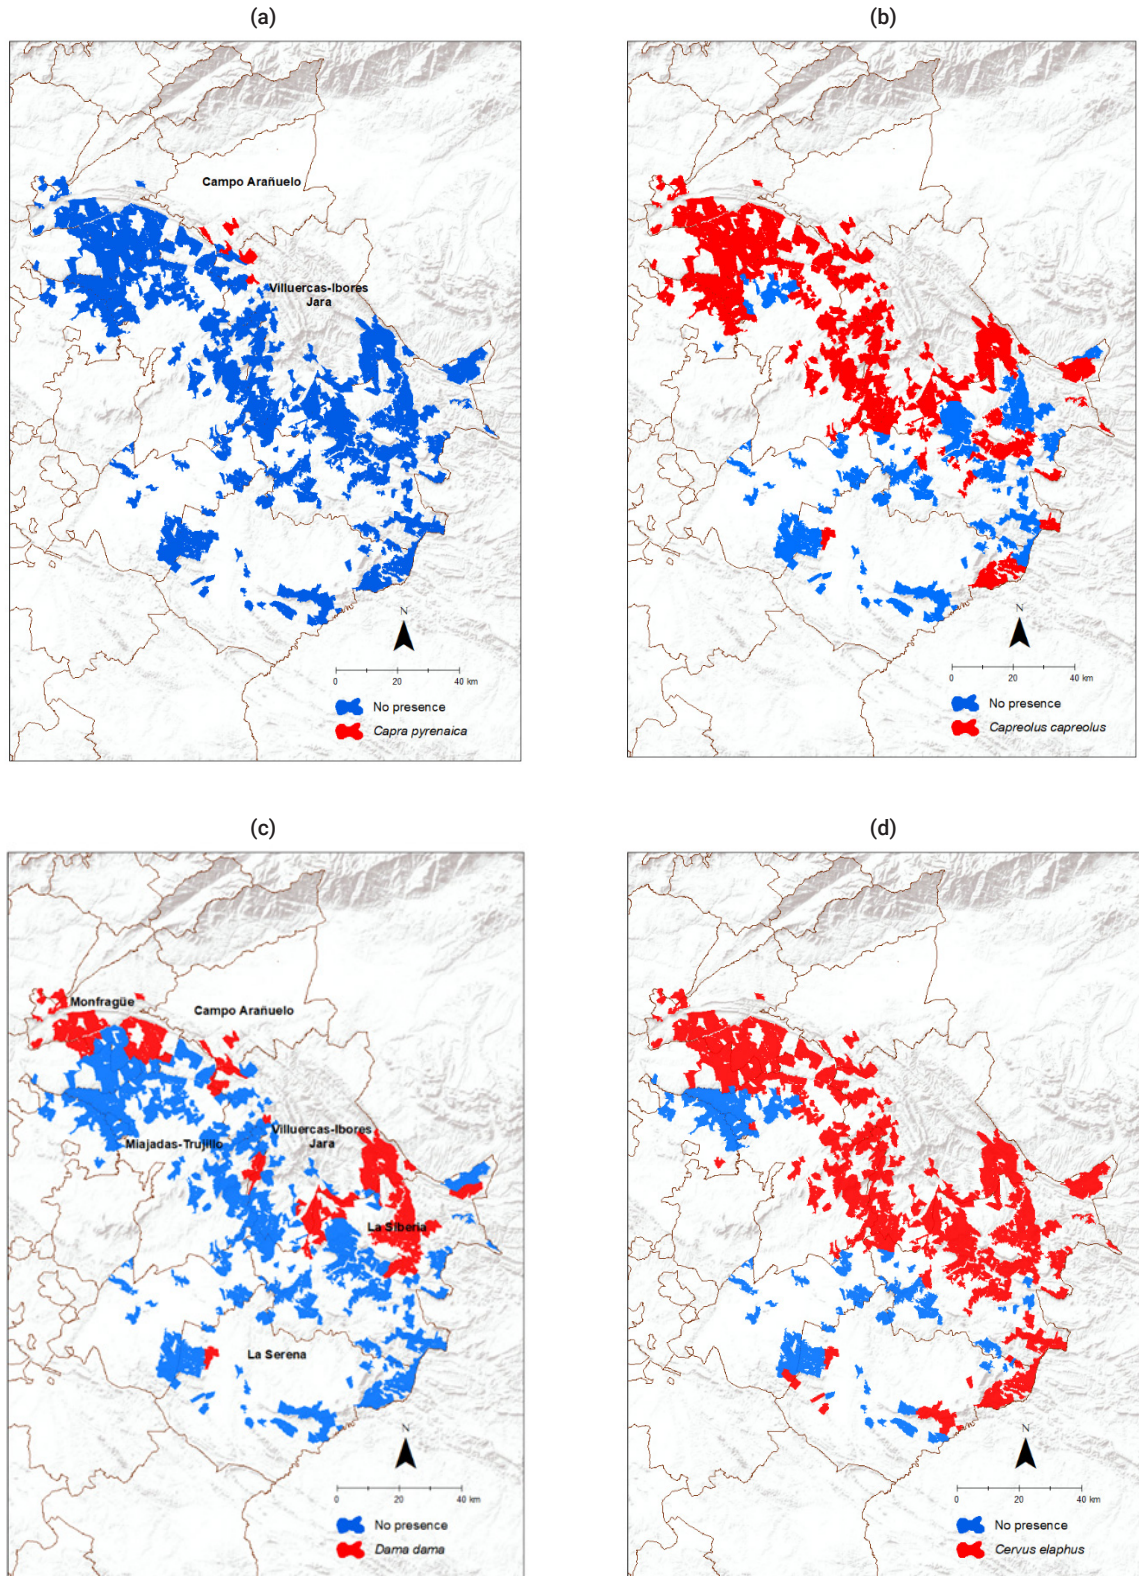 (a)
(b)
Campo Arañuelo
Villuercas-Ibores
Jara
N
0 20 40 km
No presence
Capra pyrenaica
N
0 20 40 km
No presence
Capreolus capreolus
(c)
(d)
Monfragüe
Campo Arañuelo
Miajadas-Trujillo
Villuercas-Ibores
Jara
La Siberia
La Serena
N
0 20 40 km
No presence
Dama dama
N
0 20 40 km
No presence
Cervus elaphus